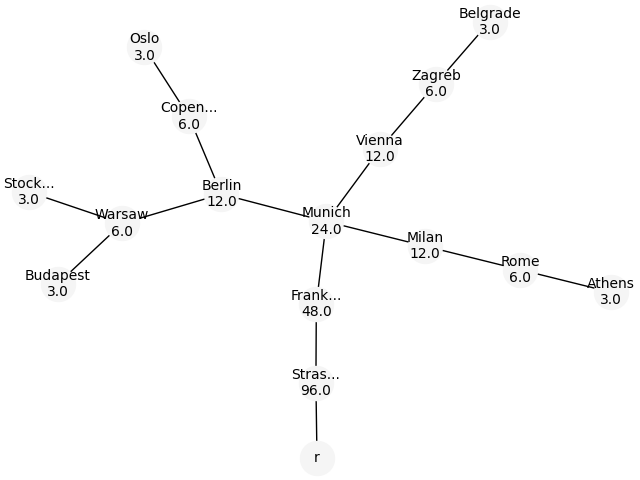 Belgrade
3.0
Oslo
3.0
Zagreb
6.0
Copen...
6.0
Vienna
12.0
Stock...
3.0
Berlin
12.0
Warsaw
6.0
Munich
24.0
Milan
12.0
Rome
6.0
Budapest
3.0
Athens
3.0
Frank...
48.0
Stras...
96.0
r